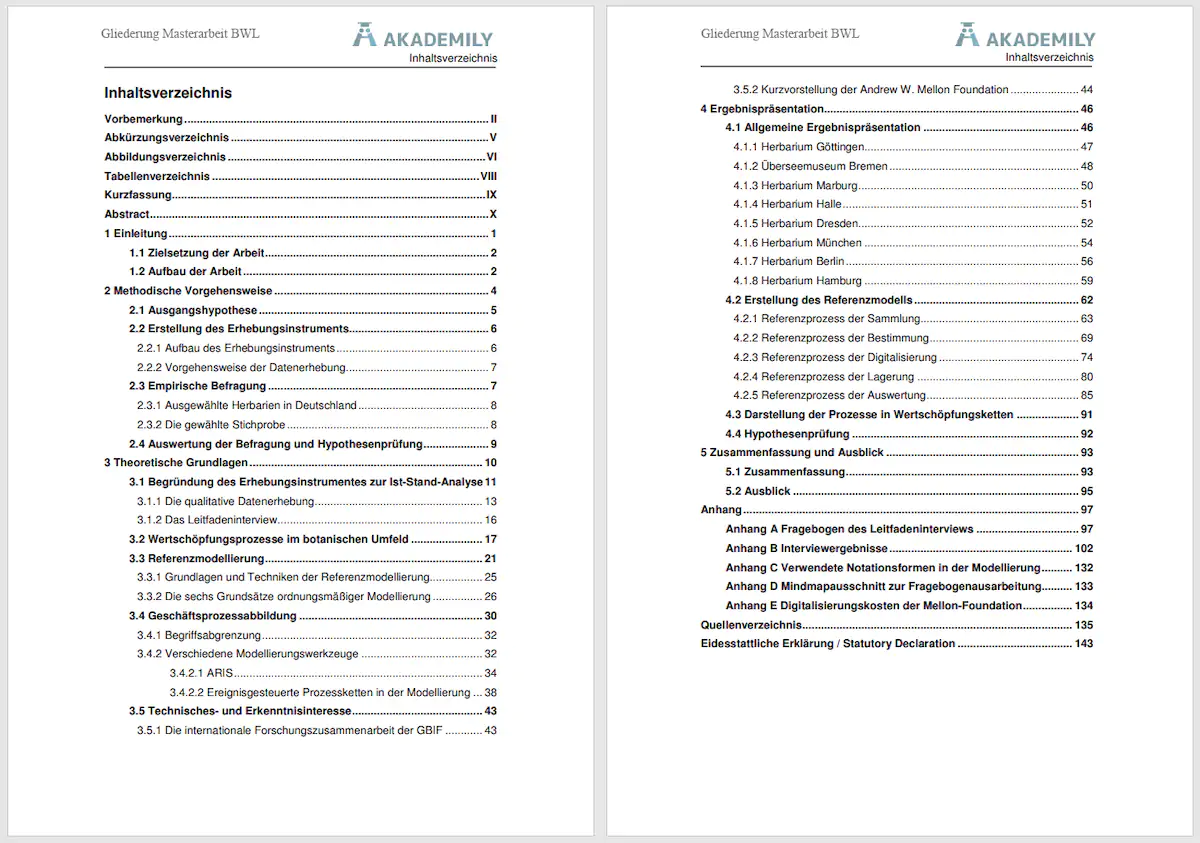 Gliederung Masterarbeit BWL
AKADEMILY
Inhaltsverzeichnis
Inhaltsverzeichnis
Vorbemerkung ........ II
Abkürzungsverzeichnis ........ V
Abbildungsverzeichnis ........ VI
Tabellenverzeichnis ........ VIII
Kurzfassung ........ IX
Abstract ........ X
1 Einleitung ........ 1
1.1 Zielsetzung der Arbeit ........ 2
1.2 Aufbau der Arbeit ........ 2
2 Methodische Vorgehensweise ........ 4
2.1 Ausgangshypothese ........ 5
2.2 Erstellung des Erhebungsinstruments ........ 6
2.2.1 Aufbau des Erhebungsinstruments ........ 6
2.2.2 Vorgehensweise der Datenerhebung ........ 7
2.3 Empirische Befragung ........ 7
2.3.1 Ausgewählte Herbarien in Deutschland ........ 8
2.3.2 Die gewählte Stichprobe ........ 8
2.4 Auswertung der Befragung und Hypothesenprüfung ........ 9
3 Theoretische Grundlagen ........ 10
3.1 Begründung des Erhebungsinstrumentes zur Ist-Stand-Analyse 11
3.1.1 Die qualitative Datenerhebung ........ 13
3.1.2 Das Leitfadeninterview ........ 16
3.2 Wertschöpfungsprozesse im botanischen Umfeld ........ 17
3.3 Referenzmodellierung ........ 21
3.3.1 Grundlagen und Techniken der Referenzmodellierung ........ 25
3.3.2 Die sechs Grundsätze ordnungsmäßiger Modellierung ........ 26
3.4 Geschäftsprozessabbildung ........ 30
3.4.1 Begriffsabgrenzung ........ 32
3.4.2 Verschiedene Modellierungswerkzeuge ........ 32
3.4.2.1 ARIS ........ 34
3.4.2.2 Ereignisgesteuerte Prozessketten in der Modellierung ... 38
3.5 Technisches- und Erkenntnisinteresse ........ 43
3.5.1 Die internationale Forschungszusammenarbeit der GBIF ........ 43
Gliederung Masterarbeit BWL
AKADEMILY
Inhaltsverzeichnis
3.5.2 Kurzvorstellung der Andrew W. Mellon Foundation ........ 44
4 Ergebnispräsentation ........ 46
4.1 Allgemeine Ergebnispräsentation ........ 46
4.1.1 Herbarium Göttingen ........ 47
4.1.2 Überseemuseum Bremen ........ 48
4.1.3 Herbarium Marburg ........ 50
4.1.4 Herbarium Halle ........ 51
4.1.5 Herbarium Dresden ........ 52
4.1.6 Herbarium München ........ 54
4.1.7 Herbarium Berlin ........ 56
4.1.8 Herbarium Hamburg ........ 59
4.2 Erstellung des Referenzmodells ........ 62
4.2.1 Referenzprozess der Sammlung ........ 63
4.2.2 Referenzprozess der Bestimmung ........ 69
4.2.3 Referenzprozess der Digitalisierung ........ 74
4.2.4 Referenzprozess der Lagerung ........ 80
4.2.5 Referenzprozess der Auswertung ........ 85
4.3 Darstellung der Prozesse in Wertschöpfungsketten ........ 91
4.4 Hypothesenprüfung ........ 92
5 Zusammenfassung und Ausblick ........ 93
5.1 Zusammenfassung ........ 93
5.2 Ausblick ........ 95
Anhang ........ 97
Anhang A Fragebogen des Leitfadeninterviews ........ 97
Anhang B Interviewergebnisse ........ 102
Anhang C Verwendete Notationsformen in der Modellierung ........ 132
Anhang D Mindmapausschnitt zur Fragebogenausarbeitung ........ 133
Anhang E Digitalisierungskosten der Mellon-Foundation ........ 134
Quellenverzeichnis ........ 135
Eidesstattliche Erklärung / Statutory Declaration ........ 143